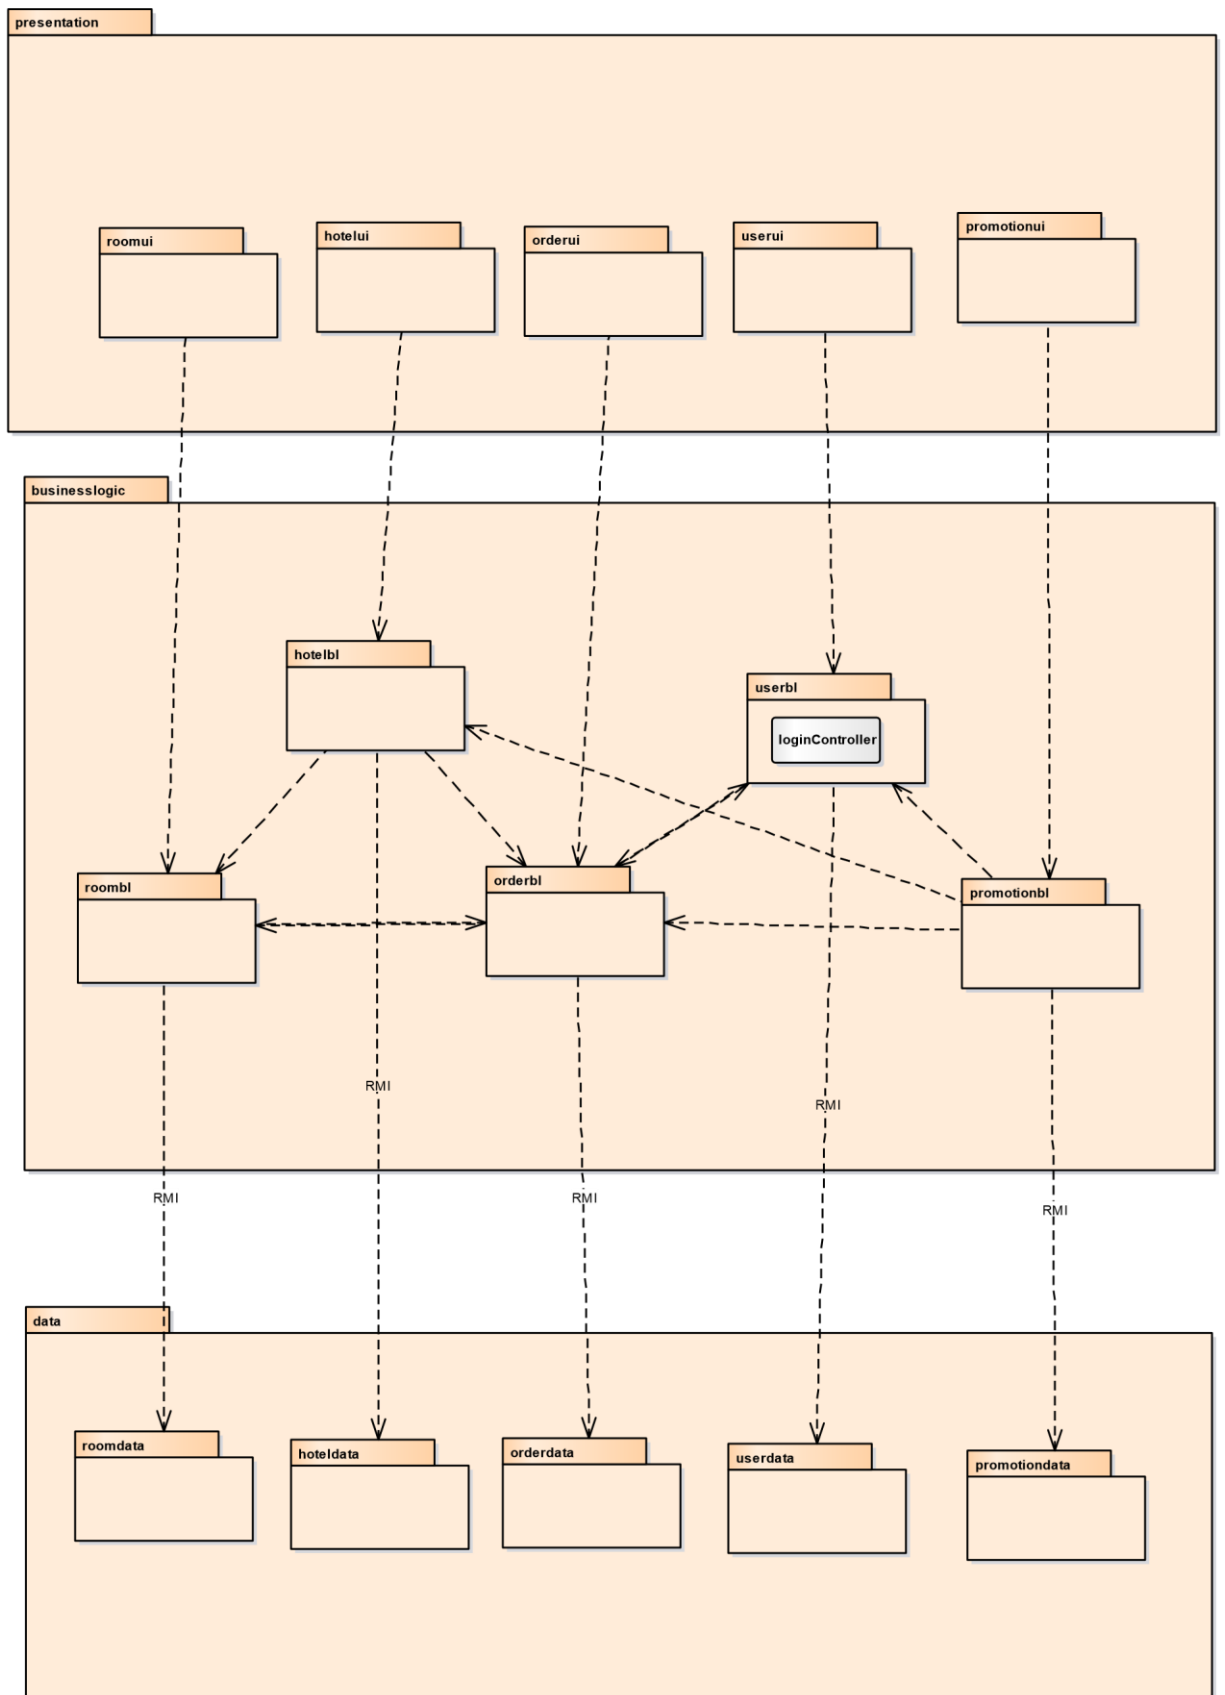 presentation
roomui
hotelui
orderui
userui
promotionui
businesslogic
hotelbl
userbl
loginController
roombl
orderbl
promotionbl
RMI
RMI
RMI
RMI
RMI
data
roomdata
hoteldata
orderdata
userdata
promotiondata